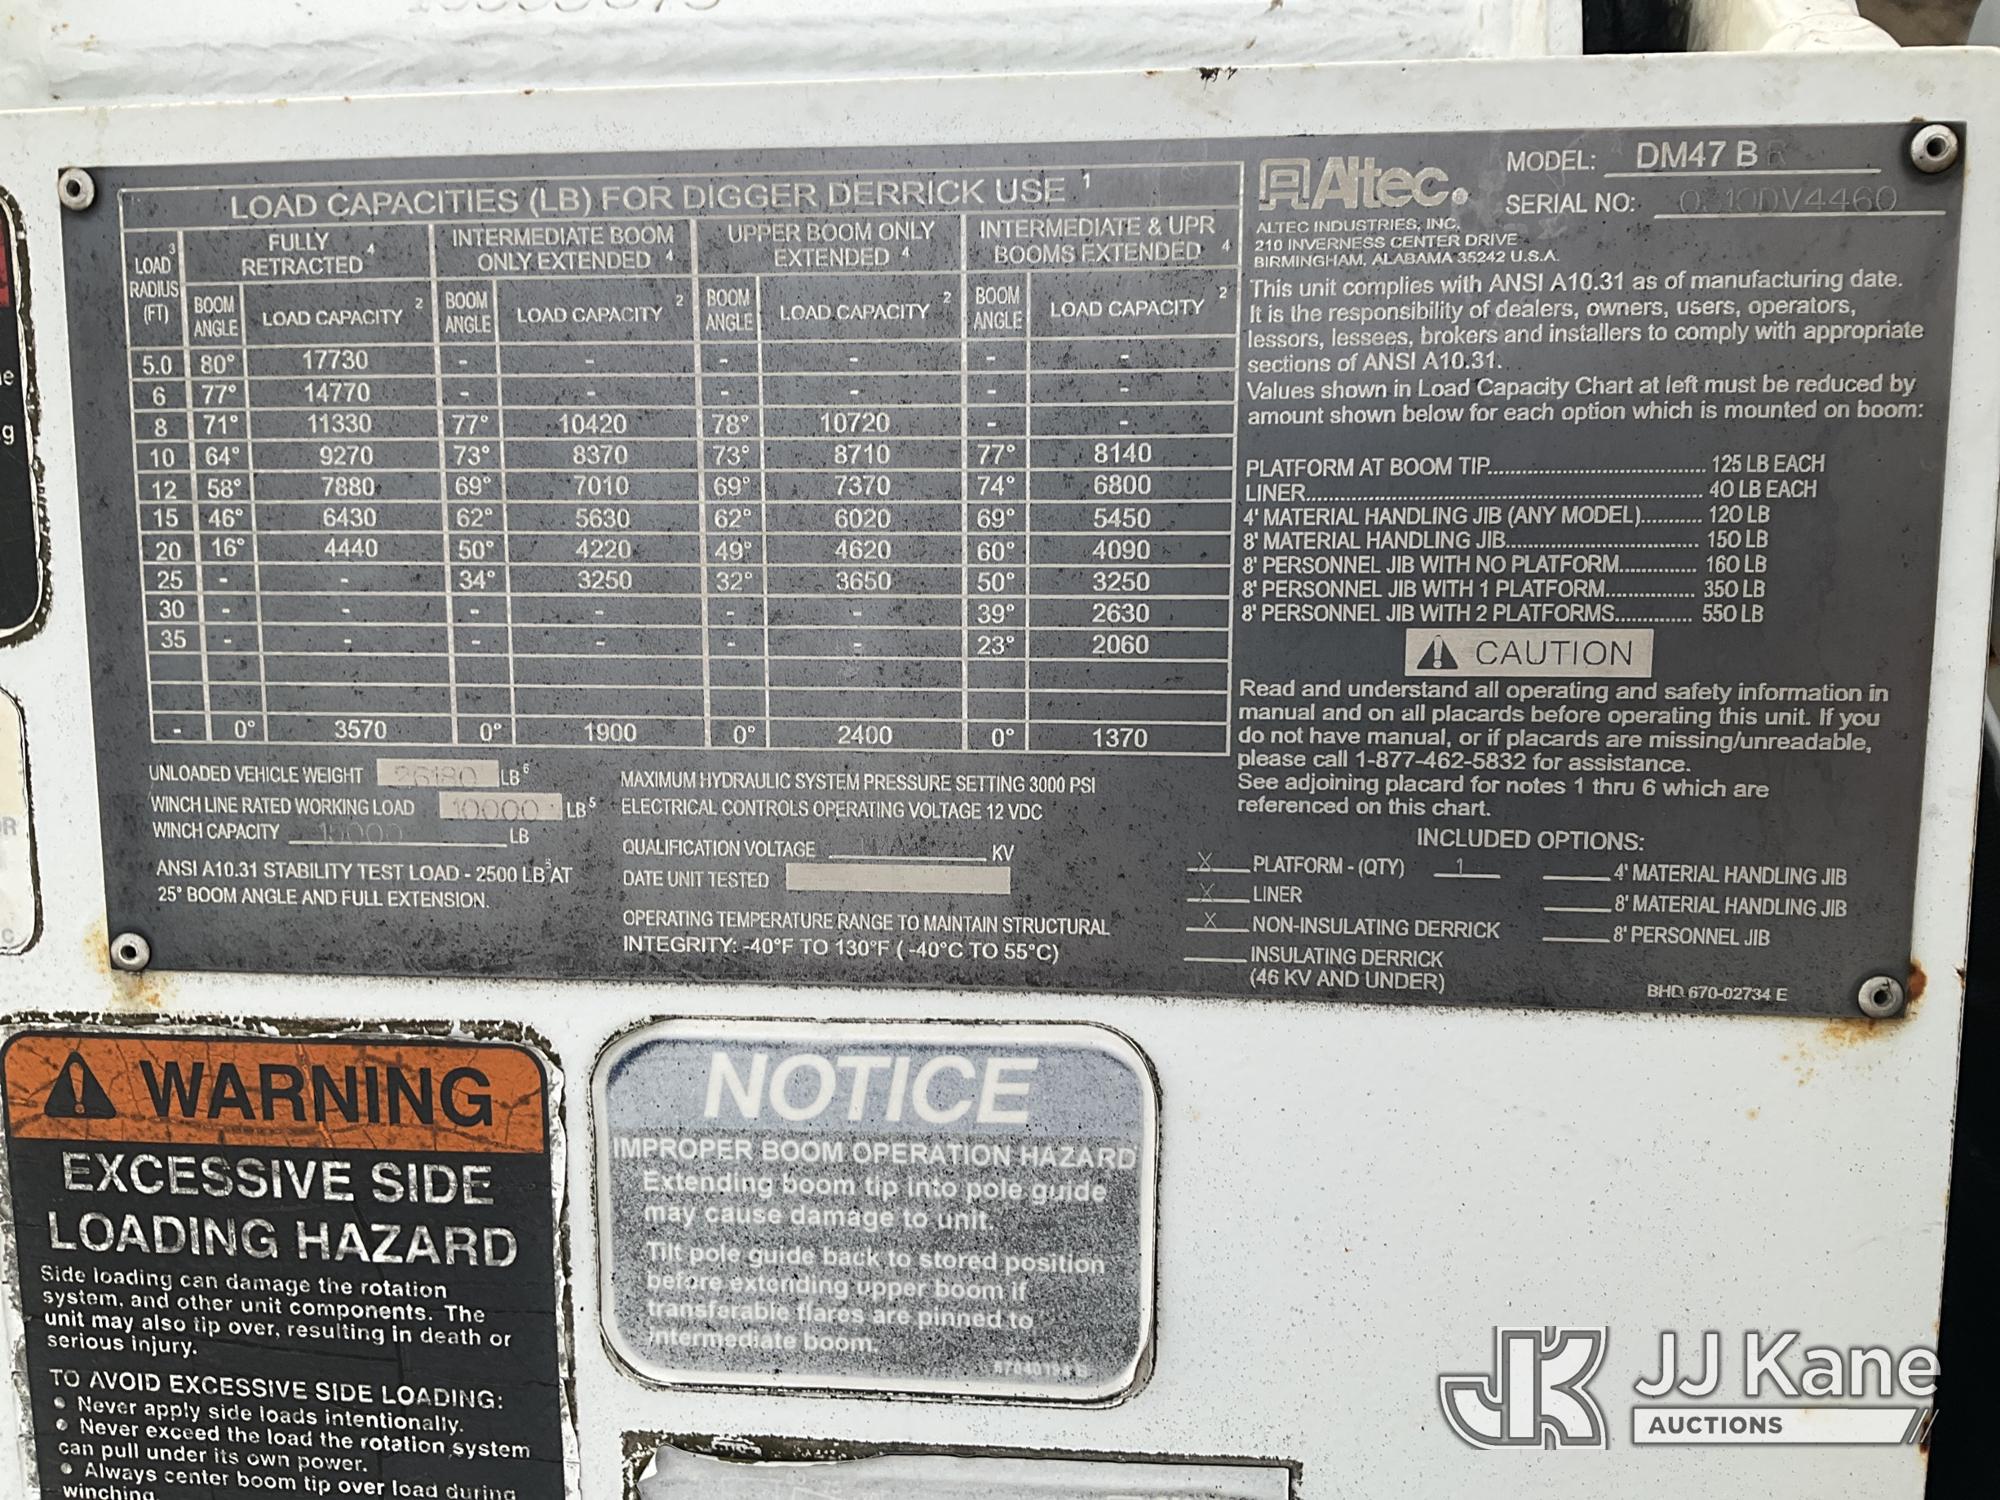 LOAD CAPACITIES (LB) FOR DIGGER DERRICK USE 1
LOAD 3 RADIUS (FT) FULLY RETRACTED 4 INTERMEDIATE BOOM ONLY EXTENDED 4 UPPER BOOM ONLY EXTENDED 4 INTERMEDIATE & UPR BOOMS EXTENDED 4
BOOM ANGLE LOAD CAPACITY 2 BOOM ANGLE LOAD CAPACITY 2 BOOM ANGLE LOAD CAPACITY 2 BOOM ANGLE LOAD CAPACITY 2
5.0 80° 17730 - - - - - -
6 77° 14770 - - - - - -
8 71° 11330 77° 10420 78° 10720 - -
10 64° 9270 73° 8370 73° 8710 77° 8140
12 58° 7880 69° 7010 69° 7370 74° 6800
15 46° 6430 62° 5630 62° 6020 69° 5450
20 16° 4440 50° 4220 49° 4620 60° 4090
25 - - 34° 3250 32° 3650 50° 3250
30 - - - - - - 39° 2630
35 - - - - - - 23° 2060
- 0° 3570 0° 1900 0° 2400 0° 1370
UNLOADED VEHICLE WEIGHT 26180 LB 6
WINCH LINE RATED WORKING LOAD 10000 LB 5
WINCH CAPACITY LB
ANSI A10.31 STABILITY TEST LOAD - 2500 LB 3 AT
25° BOOM ANGLE AND FULL EXTENSION.
MAXIMUM HYDRAULIC SYSTEM PRESSURE SETTING 3000 PSI
ELECTRICAL CONTROLS OPERATING VOLTAGE 12 VDC
QUALIFICATION VOLTAGE KV
DATE UNIT TESTED
OPERATING TEMPERATURE RANGE TO MAINTAIN STRUCTURAL
INTEGRITY: -40°F TO 130°F ( -40°C TO 55°C)
Altec.
MODEL: DM47 B
SERIAL NO:
ALTEC INDUSTRIES, INC.
210 INVERNESS CENTER DRIVE
BIRMINGHAM, ALABAMA 35242 U.S.A.
This unit complies with ANSI A10.31 as of manufacturing date.
It is the responsibility of dealers, owners, users, operators,
lessors, lessees, brokers and installers to comply with appropriate
sections of ANSI A10.31.
Values shown in Load Capacity Chart at left must be reduced by
amount shown below for each option which is mounted on boom:
PLATFORM AT BOOM TIP........ 125 LB EACH
LINER........ 40 LB EACH
4' MATERIAL HANDLING JIB (ANY MODEL)........ 120 LB
8' MATERIAL HANDLING JIB........ 150 LB
8' PERSONNEL JIB WITH NO PLATFORM........ 160 LB
8' PERSONNEL JIB WITH 1 PLATFORM........ 350 LB
8' PERSONNEL JIB WITH 2 PLATFORMS........ 550 LB
CAUTION
Read and understand all operating and safety information in
manual and on all placards before operating this unit. If you
do not have manual, or if placards are missing/unreadable,
please call 1-877-462-5832 for assistance.
See adjoining placard for notes 1 thru 6 which are
referenced on this chart.
INCLUDED OPTIONS:
X PLATFORM - (QTY) 1
X LINER
X NON-INSULATING DERRICK
INSULATING DERRICK
(46 KV AND UNDER)
4' MATERIAL HANDLING JIB
8' MATERIAL HANDLING JIB
8' PERSONNEL JIB
BHD 670-02734 E
WARNING
EXCESSIVE SIDE
LOADING HAZARD
Side loading can damage the rotation
system, and other unit components. The
unit may also tip over, resulting in death or
serious injury.
TO AVOID EXCESSIVE SIDE LOADING:
• Never apply side loads intentionally.
• Never exceed the load the rotation system
can pull under its own power.
• Always center boom tip over load during
winching.
NOTICE
IMPROPER BOOM OPERATION HAZARD
Extending boom tip into pole guide
may cause damage to unit.
Tilt pole guide back to stored position
before extending upper boom if
transferable flares are pinned to
intermediate boom.
JJ Kane
AUCTIONS